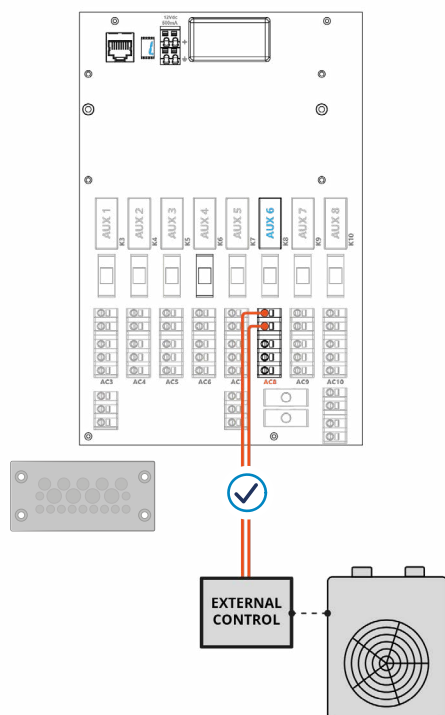 12Vdc
600mA
AUX 1
K3
AUX 2
K4
AUX 3
K5
AUX 4
K6
AUX 5
K7
AUX 6
K8
AUX 7
K9
AUX 8
K10
AC3
AC4
AC5
AC6
AC8
AC9
AC10
EXTERNAL
CONTROL